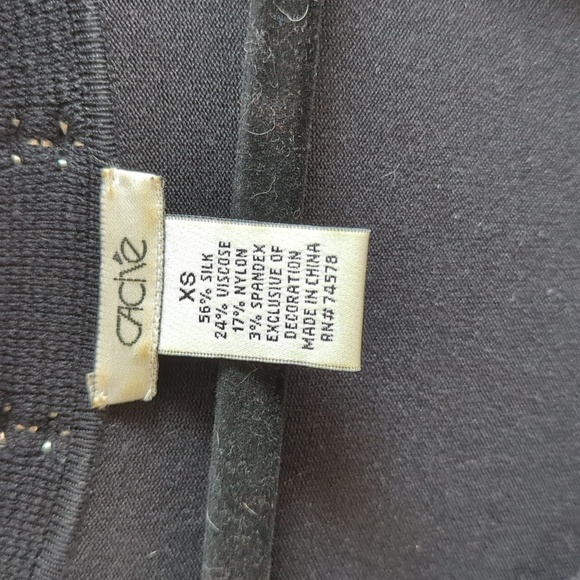 CACHÉ
XS
56% SILK
24% VISCOSE
17% NYLON
3% SPANDEX
EXCLUSIVE OF
DECORATION
MADE IN CHINA
RN# 74578